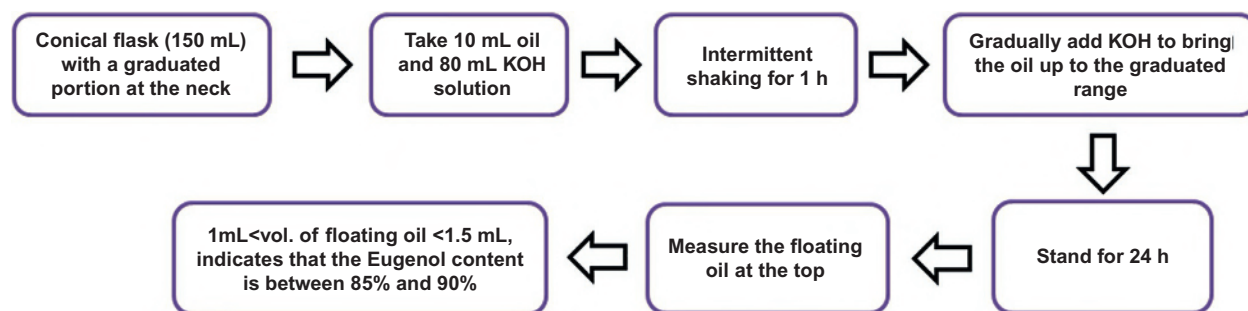 Conical flask (150 mL)
with a graduated
portion at the neck
Take 10 mL oil
and 80 mL KOH
solution
Intermittent
shaking for 1 h
Gradually add KOH to bring
the oil up to the graduated
range
Stand for 24 h
Measure the floating
oil at the top
1mL<vol. of floating oil <1.5 mL,
indicates that the Eugenol content
is between 85% and 90%